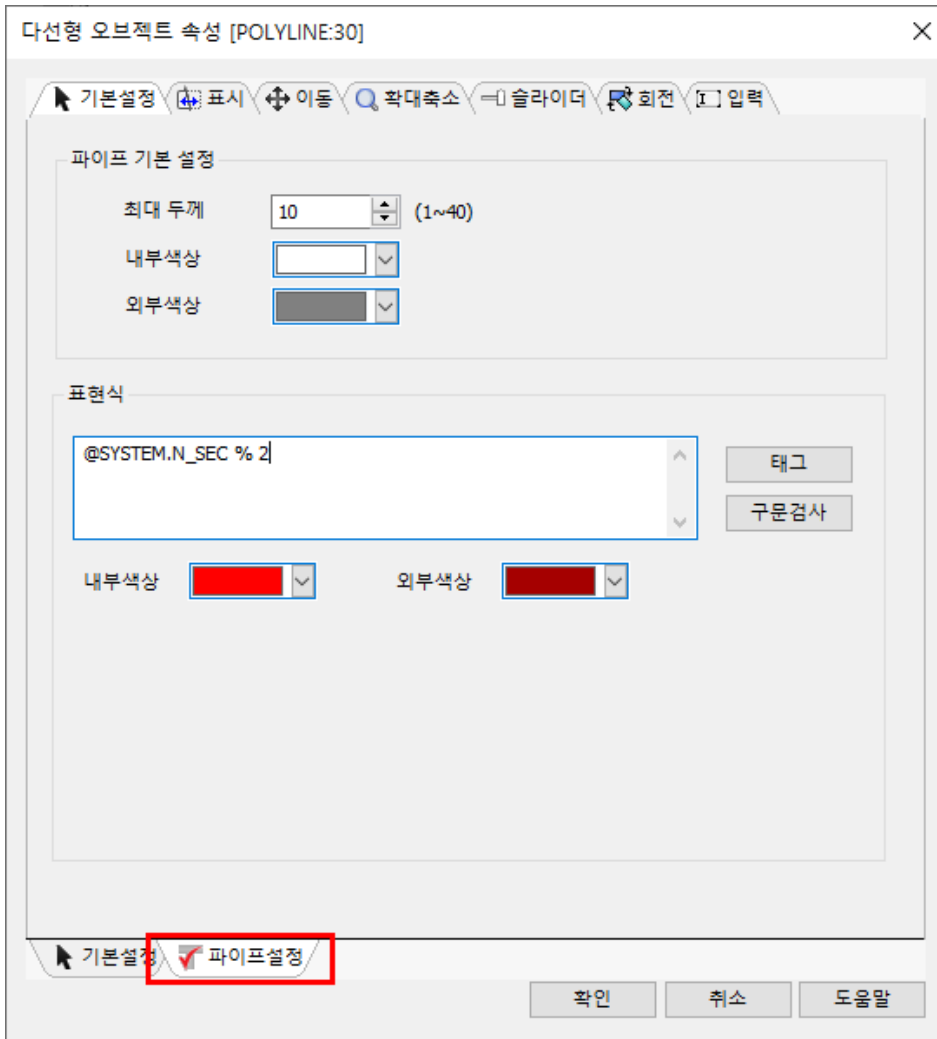 다선형 오브젝트 속성 [POLYLINE:30]
기본설정 표시 이동 확대축소 슬라이더 회전 입력
파이프 기본 설정
최대 두께 10 (1~40)
내부색상
외부색상
표현식
@SYSTEM.N_SEC % 2
태그
구문검사
내부색상 외부색상
기본설정 파이프설정
확인 취소 도움말